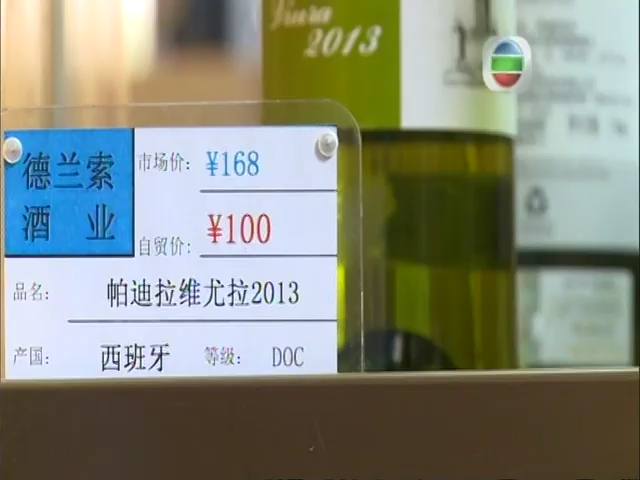 Viura
2013
德兰索
酒 业
市场价: ¥168
自贸价: ¥100
品名: 帕迪拉维尤拉2013
产国: 西班牙 等级: DOC